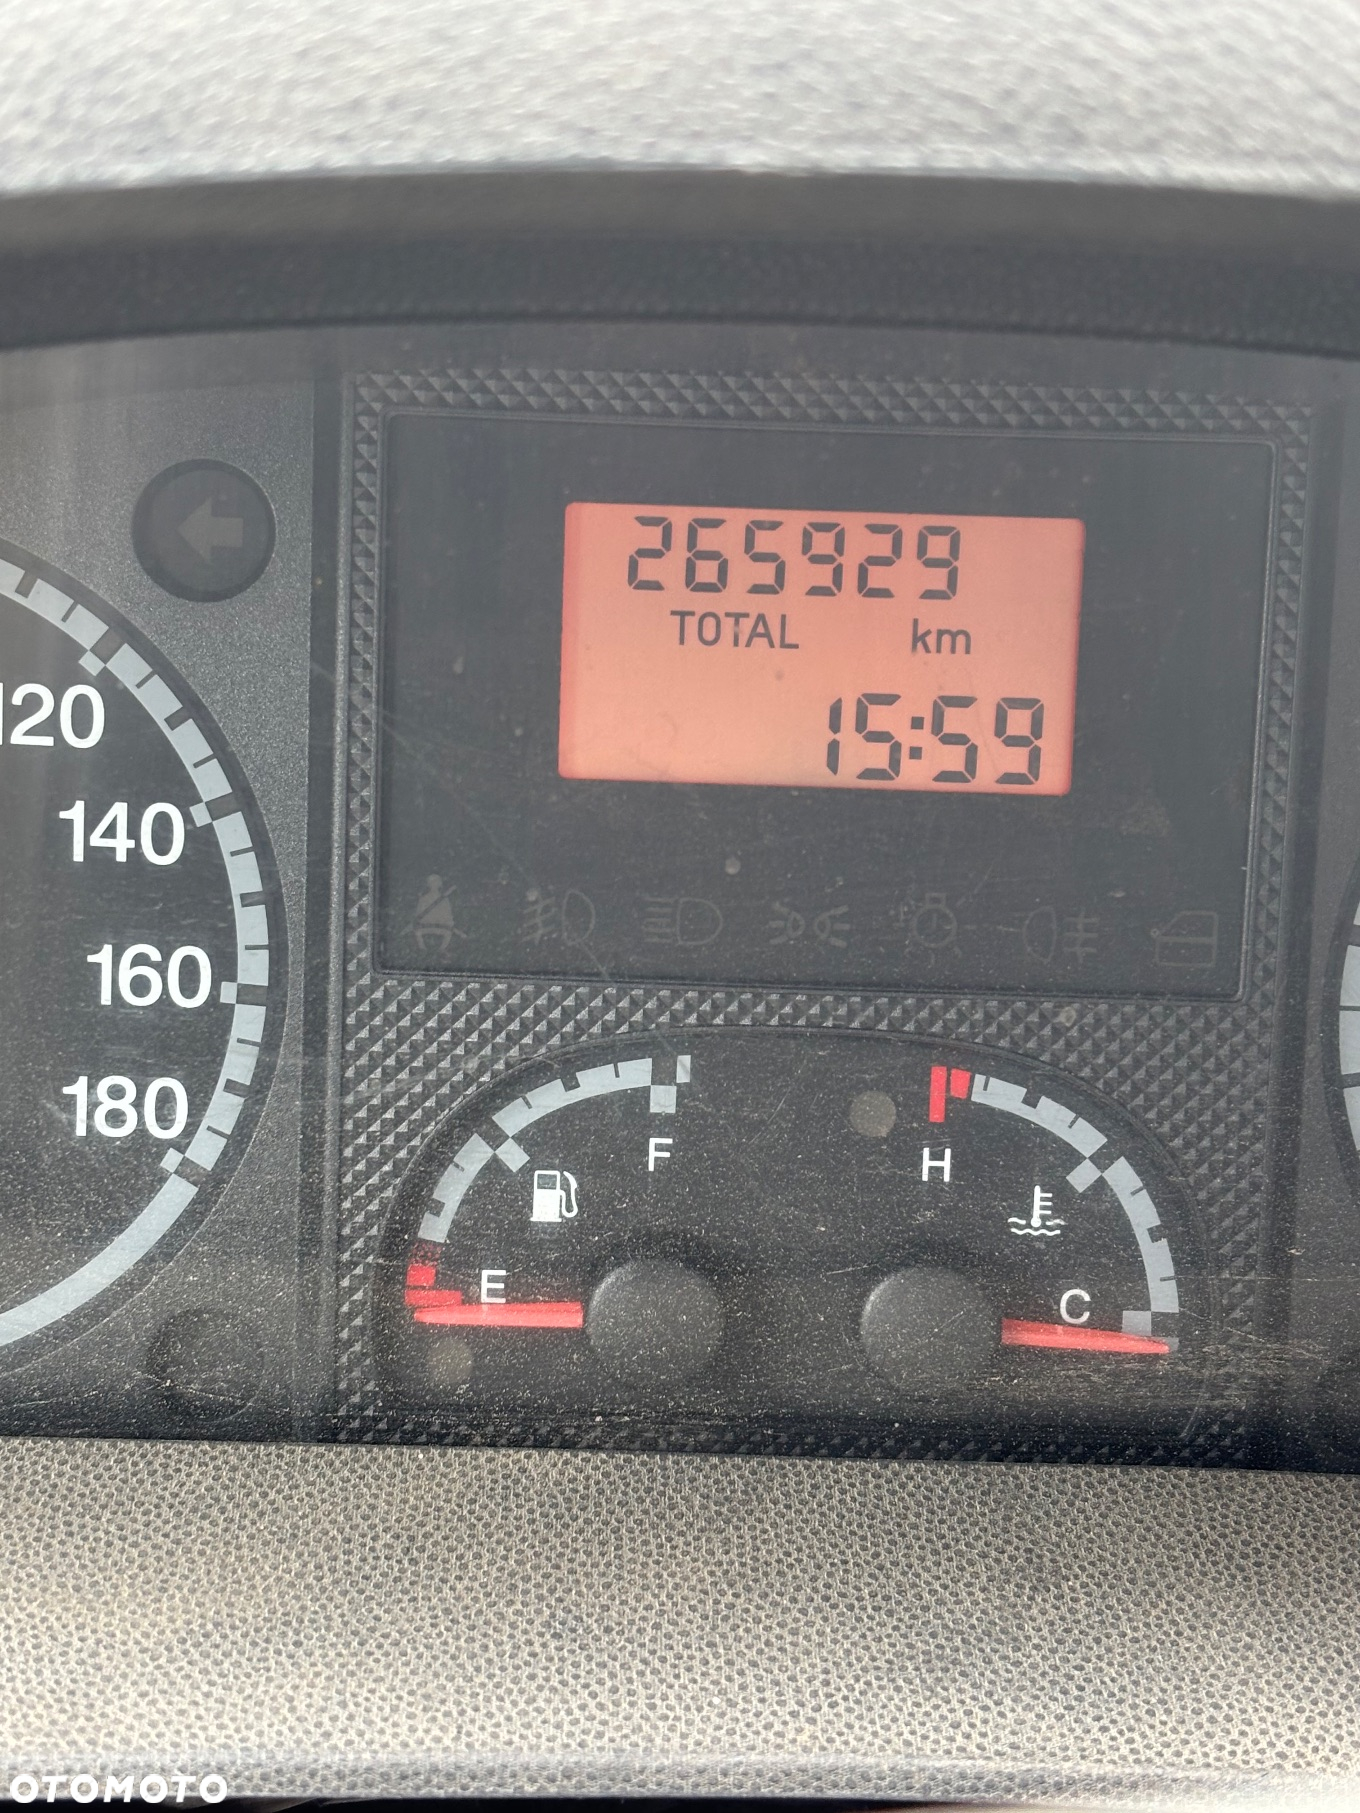 265929
TOTAL km
15:59
120
140
160
180
F
H
E
C
OTOMOTO